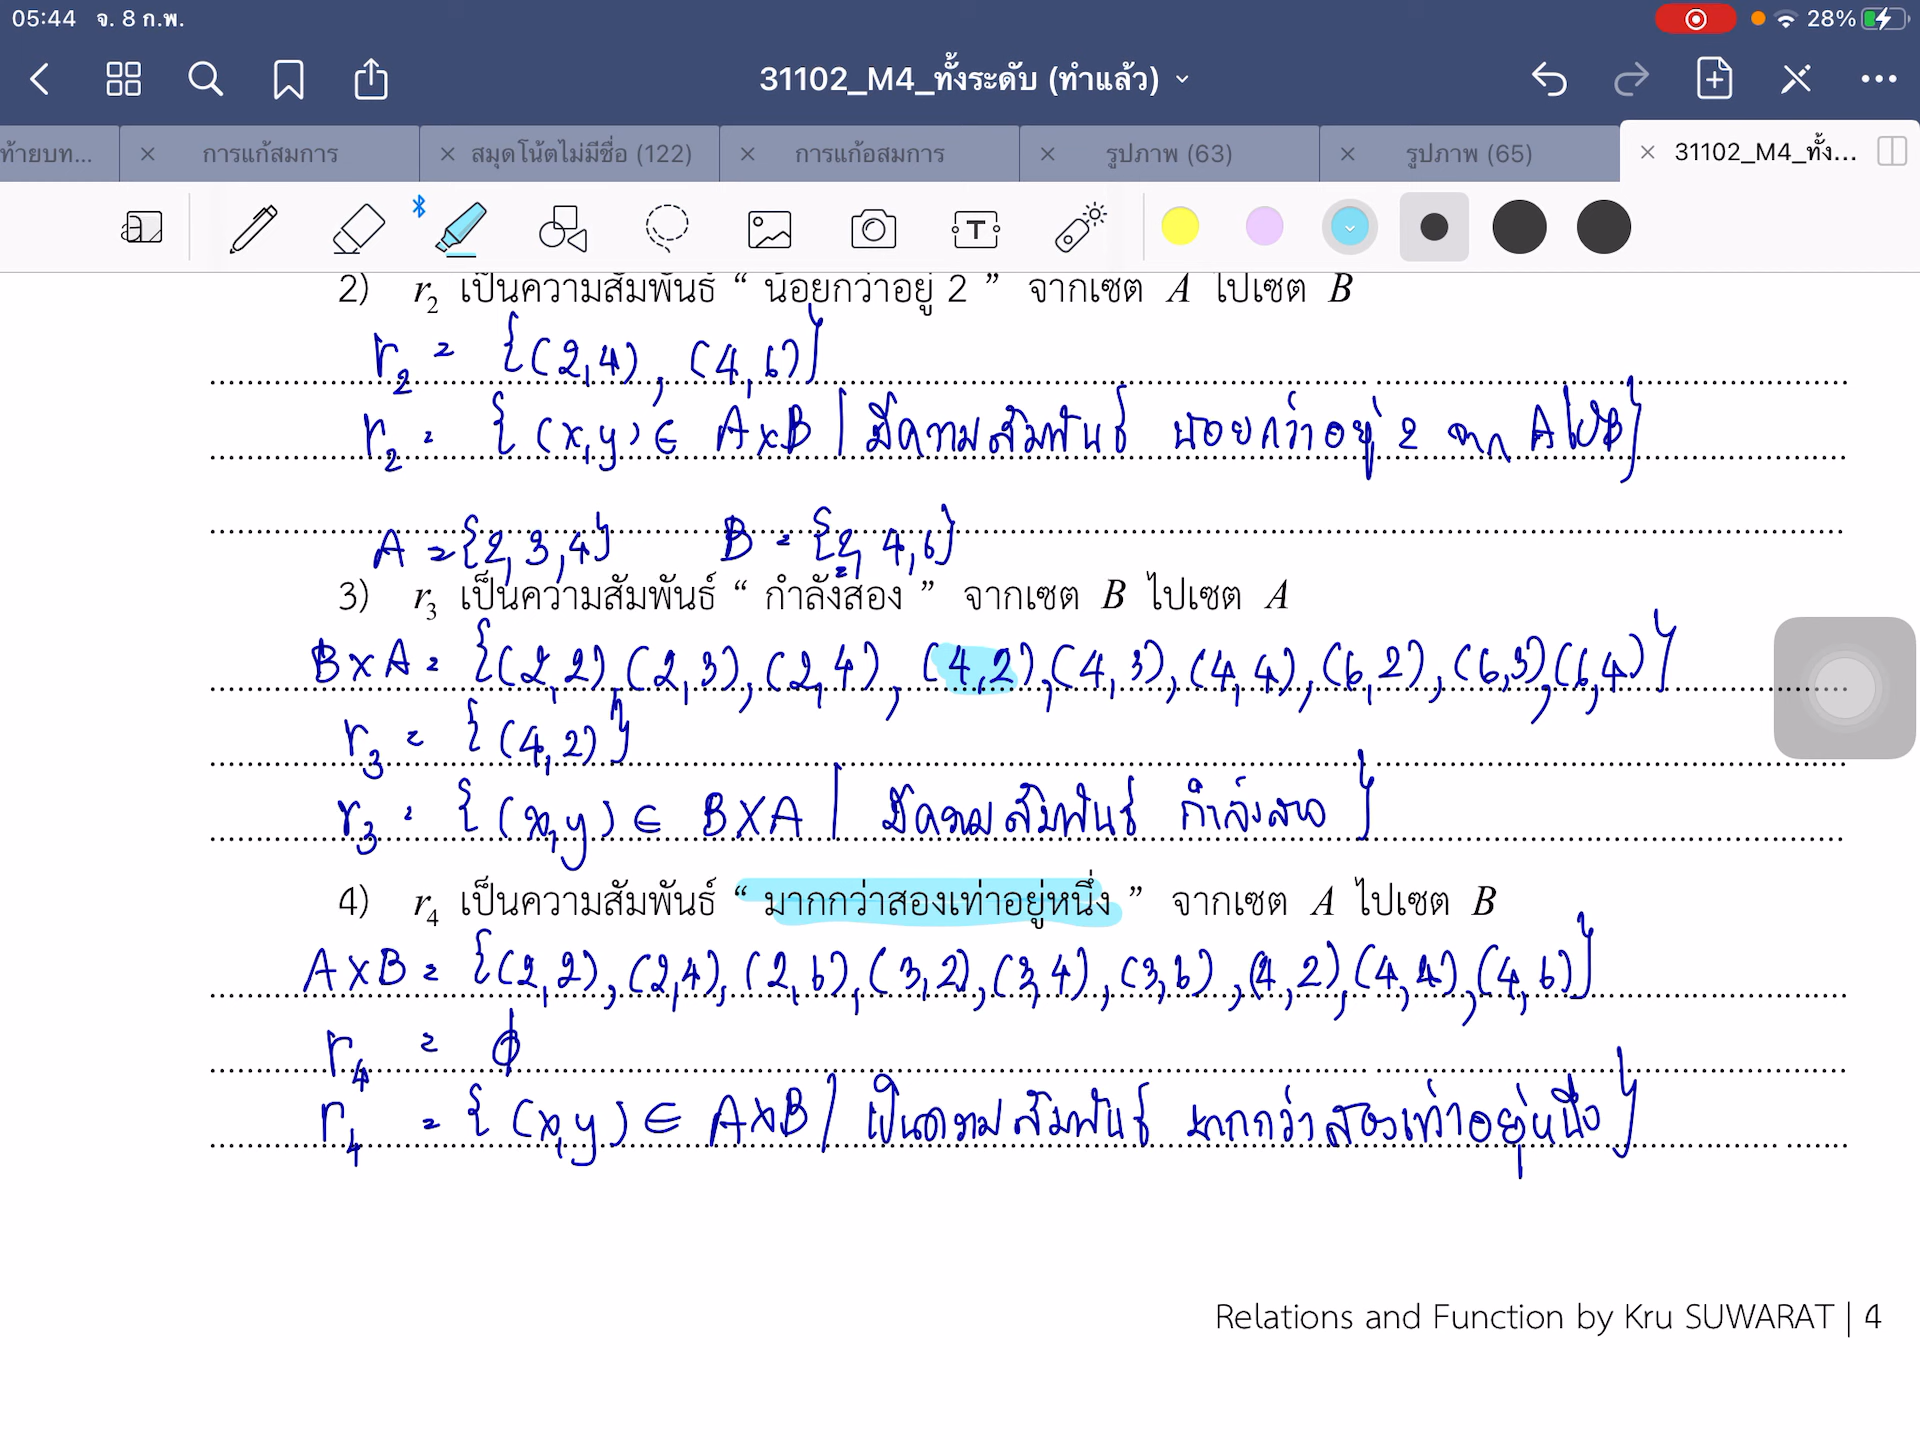 05:44 จ. 8 ก.พ. 28%
31102_M4_ทั้งระดับ (ทำแล้ว)
ท้ายบท... การแก้สมการ สมุดโน้ตไม่มีชื่อ (122) การแก้อสมการ รูปภาพ (63) รูปภาพ (65) 31102_M4_ทั้ง...
2) r₂ เป็นความสัมพันธ์ “ น้อยกว่าอยู่ 2 ” จากเซต A ไปเซต B
r₂ = {(2,4), (4,6)}
r₂ = {(x,y) ∈ A×B | มีความสัมพันธ์ น้อยกว่าอยู่ 2 จาก A ไป B}
A = {2,3,4} B = {2,4,6}
3) r₃ เป็นความสัมพันธ์ “ กำลังสอง ” จากเซต B ไปเซต A
B×A = {(2,2),(2,3),(2,4),(4,2),(4,3),(4,4),(6,2),(6,3),(6,4)}
r₃ = {(4,2)}
r₃ = {(x,y) ∈ B×A | มีความสัมพันธ์ กำลังสอง}
4) r₄ เป็นความสัมพันธ์ “ มากกว่าสองเท่าอยู่หนึ่ง ” จากเซต A ไปเซต B
A×B = {(2,2),(2,4),(2,6),(3,2),(3,4),(3,6),(4,2),(4,4),(4,6)}
r₄ = ϕ
r₄ = {(x,y) ∈ A×B | เป็นความสัมพันธ์ มากกว่าสองเท่าอยู่หนึ่ง}
Relations and Function by Kru SUWARAT | 4